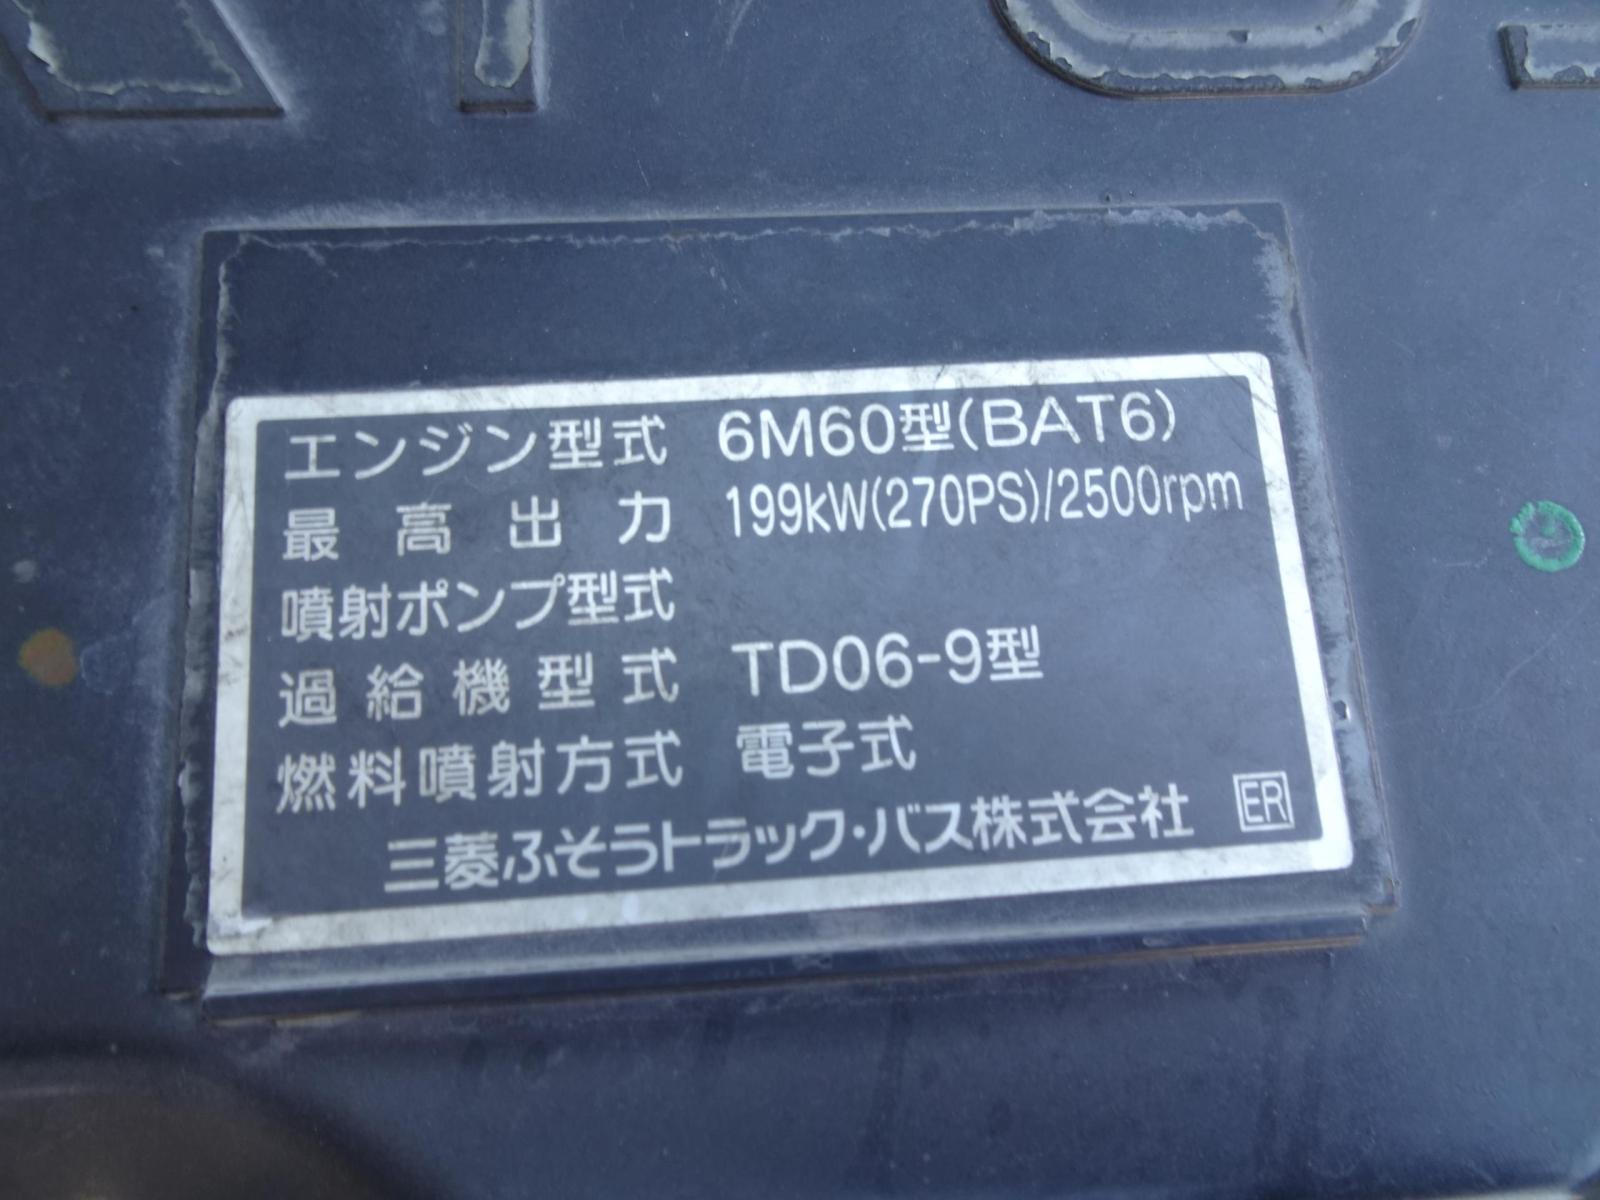 エンジン型式 6M60型(BAT6)
最高出力 199kW(270PS)/2500rpm
噴射ポンプ型式
過給機型式 TD06-9型
燃料噴射方式 電子式
三菱ふそうトラック・バス株式会社 ER